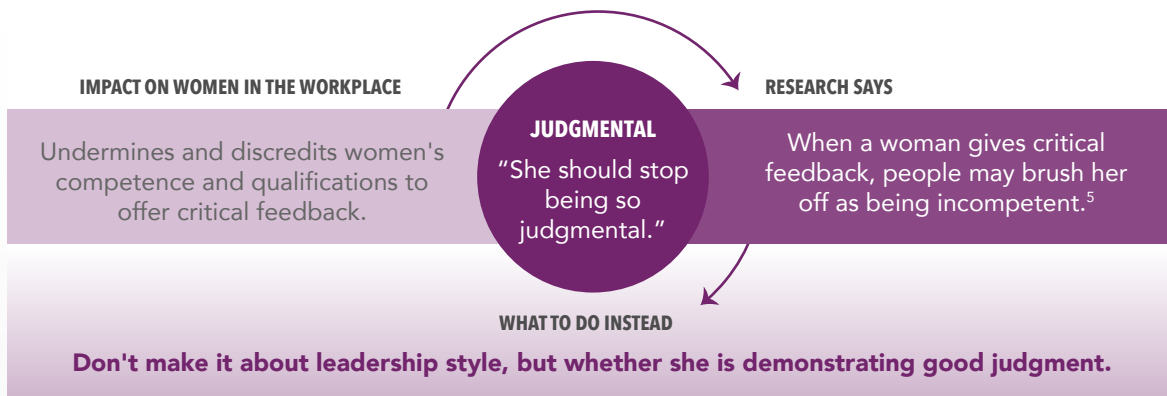 IMPACT ON WOMEN IN THE WORKPLACE
Undermines and discredits women's
competence and qualifications to
offer critical feedback.
JUDGMENTAL
"She should stop
being so
judgmental."
RESEARCH SAYS
When a woman gives critical
feedback, people may brush her
off as being incompetent.⁵
WHAT TO DO INSTEAD
Don't make it about leadership style, but whether she is demonstrating good judgment.